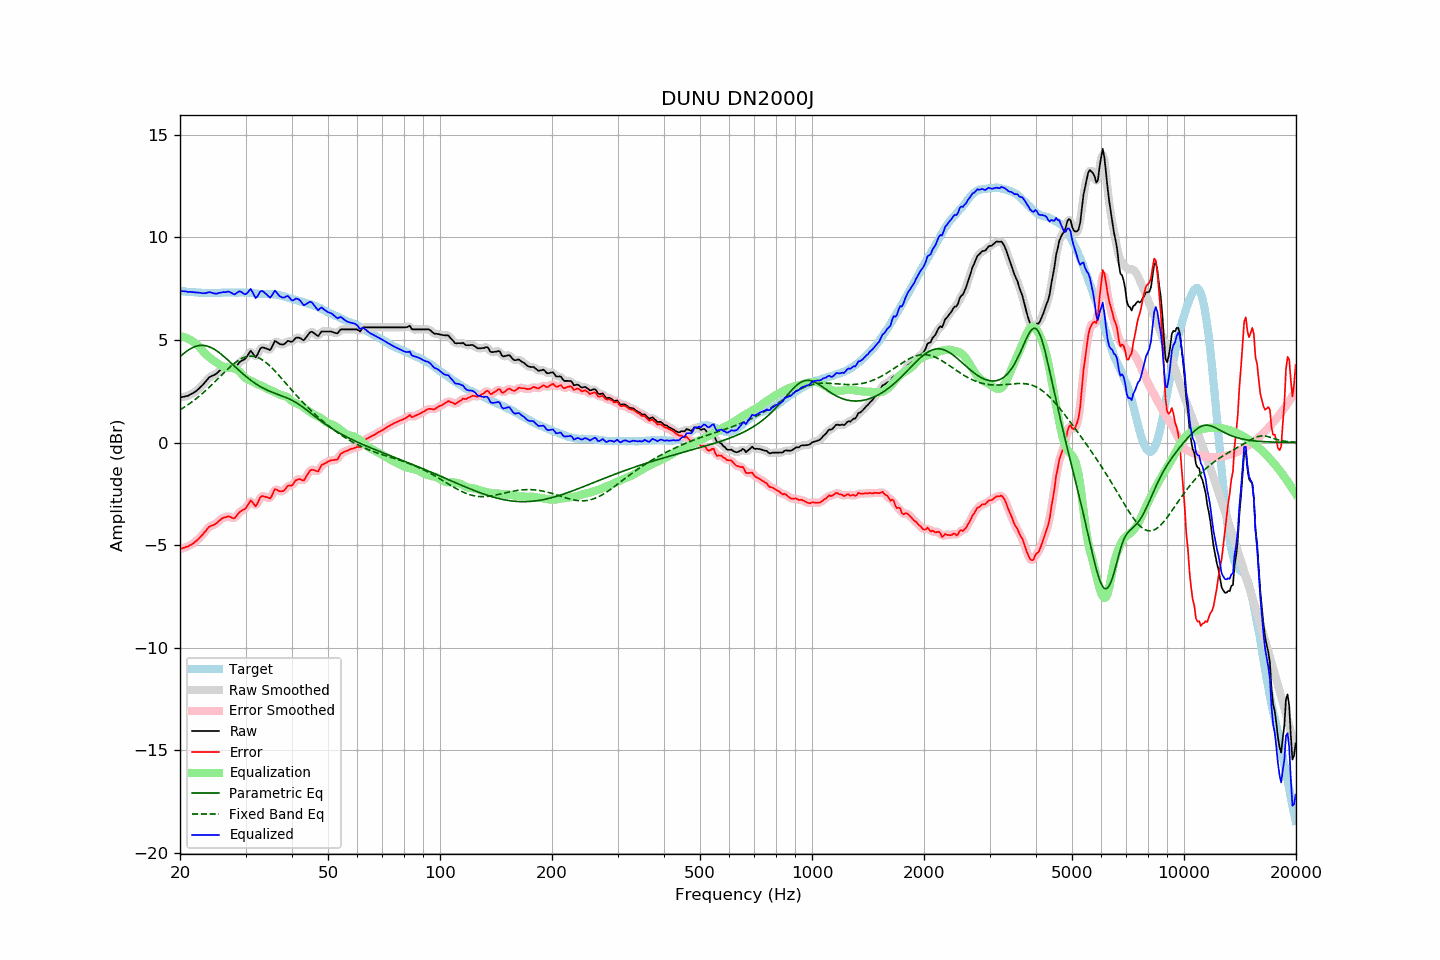 DUNU DN2000J
Amplitude (dBr)
15
10
5
0
−5
−10
−15
−20
Target
Raw Smoothed
Error Smoothed
Raw
Error
Equalization
Parametric Eq
Fixed Band Eq
Equalized
20 50 100 200 500 1000 2000 5000 10000 20000
Frequency (Hz)